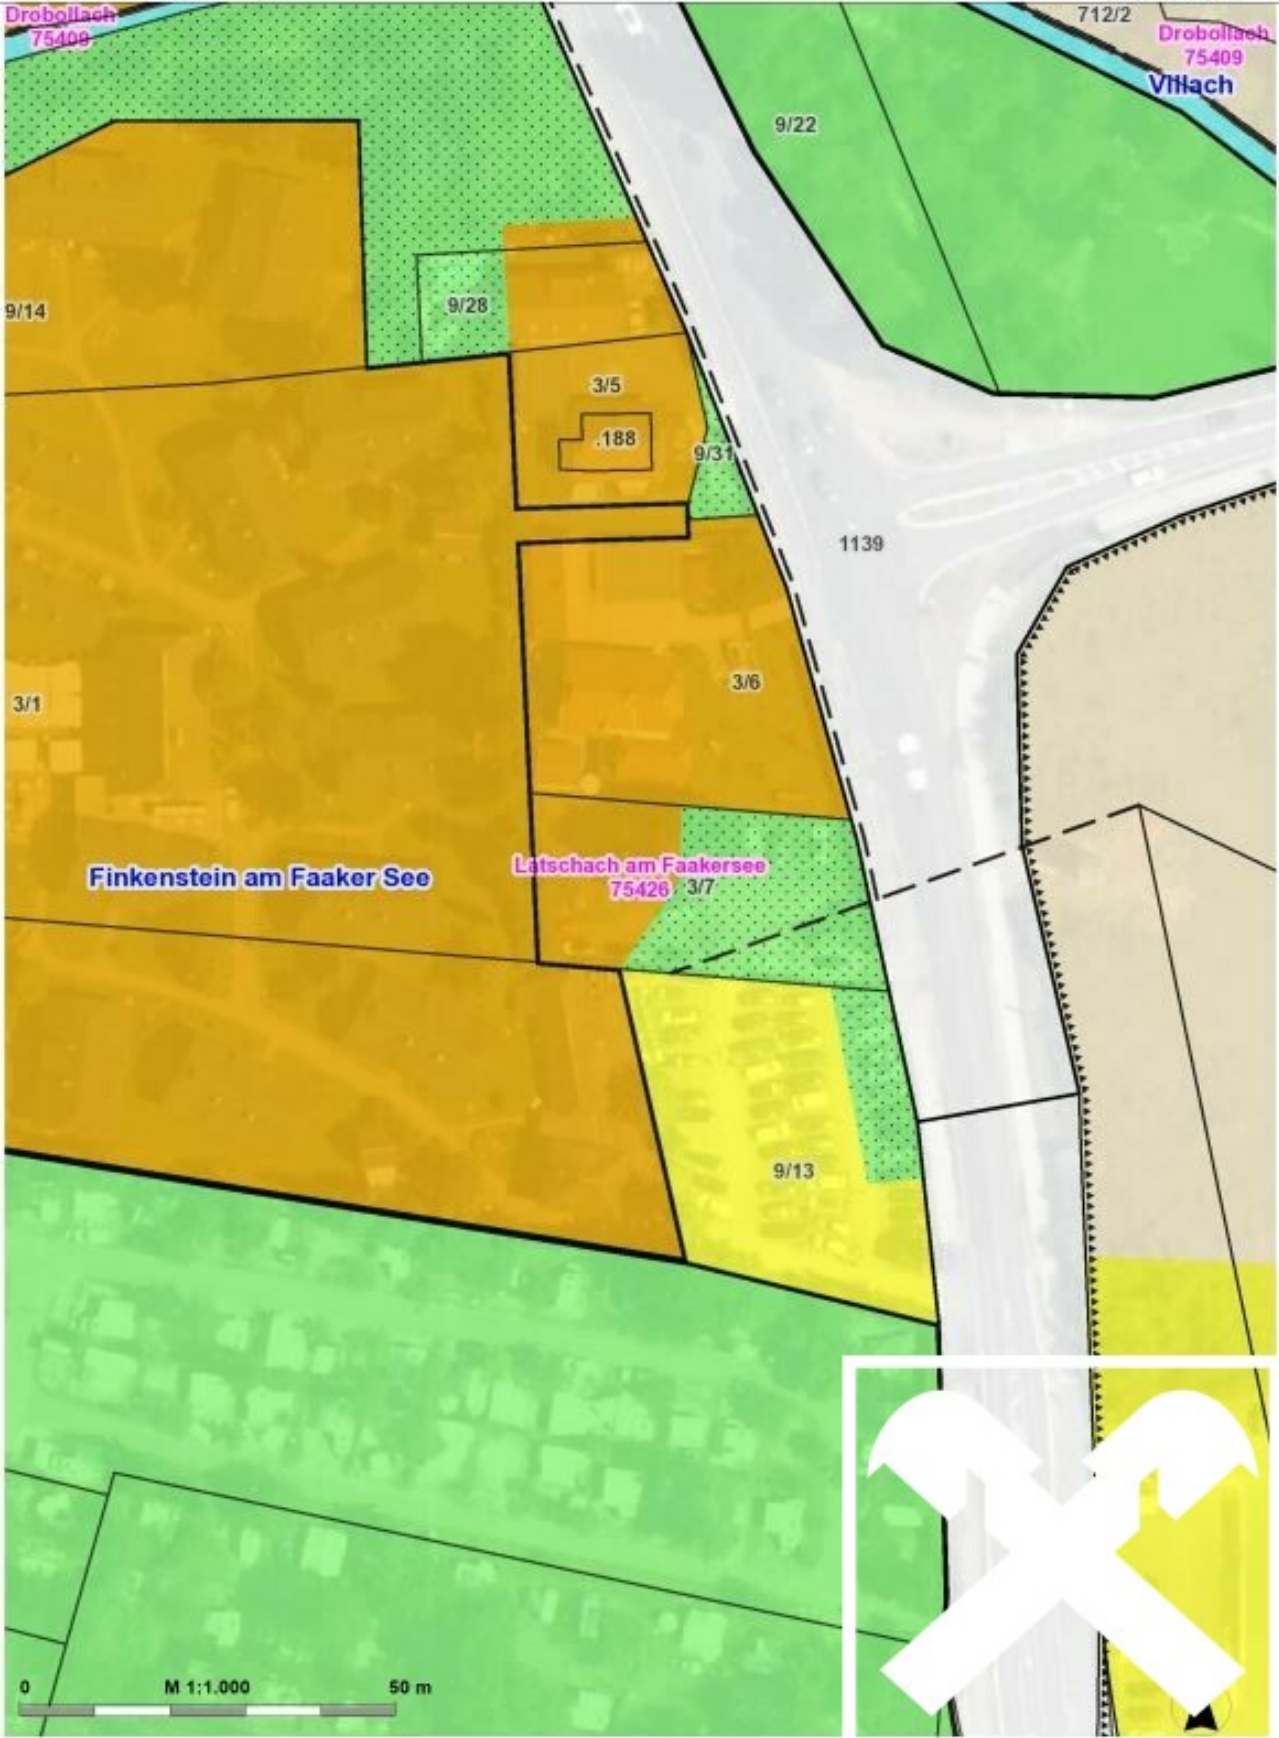 Drobollach
75409
712/2
Drobollach
75409
Villach
9/22
9/14
9/28
3/5
.188
9/31
1139
3/6
3/1
Finkenstein am Faaker See
Latschach am Faakersee
75426
3/7
9/13
0 M 1:1.000 50 m